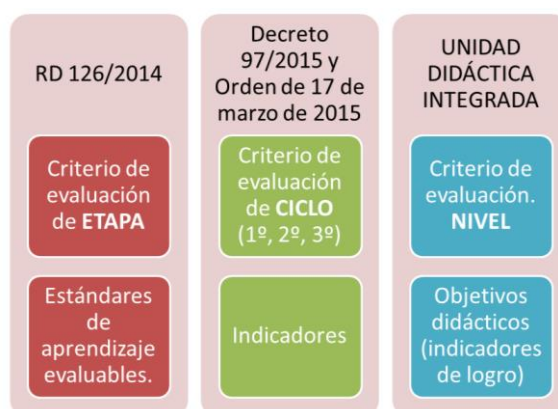 RD 126/2014
Criterio de
evaluación
de ETAPA
Estándares
de
aprendizaje
evaluables.
Decreto
97/2015 y
Orden de 17 de
marzo de 2015
Criterio de
evaluación
de CICLO
(1º, 2º, 3º)
Indicadores
UNIDAD
DIDÁCTICA
INTEGRADA
Criterio de
evaluación.
NIVEL
Objetivos
didácticos
(indicadores
de logro)